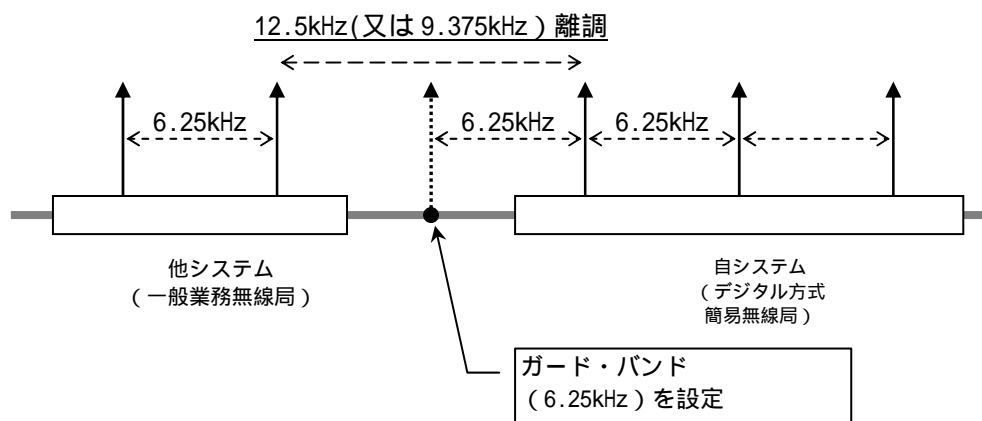 12.5kHz(又は 9.375kHz ) 離調
6.25kHz
6.25kHz
6.25kHz
他システム
( 一般業務無線局 )
自システム
( デジタル方式
簡易無線局 )
ガード・バンド
( 6.25kHz ) を設定